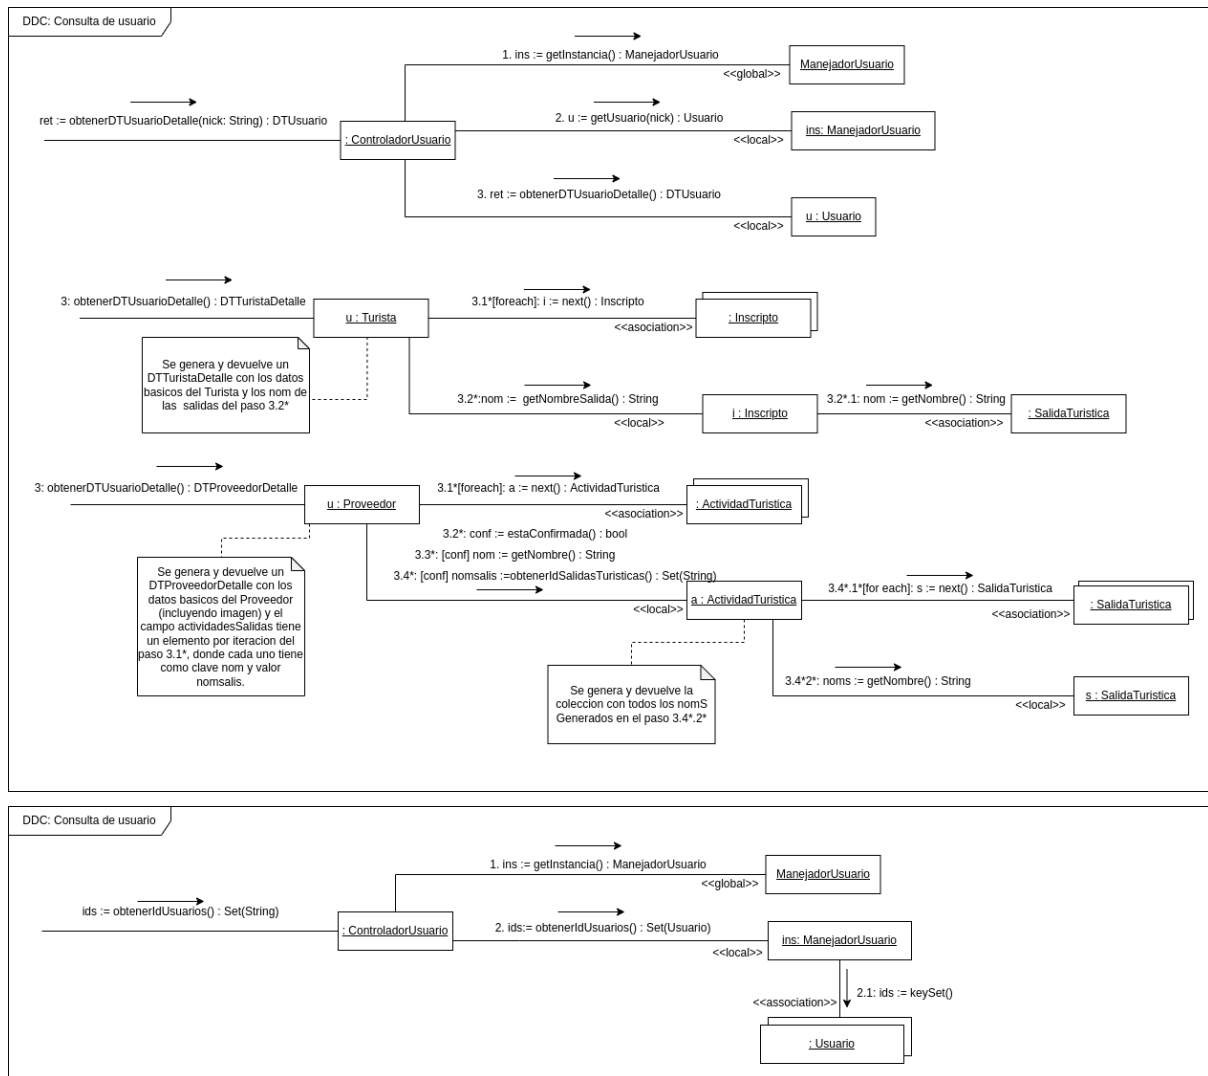 DDC: Consulta de usuario
1. ins := getInstancia() : ManejadorUsuario
ManejadorUsuario
<<global>>
ret := obtenerDTUsuarioDetalle(nick: String) : DTUsuario
2. u := getUsuario(nick) : Usuario
: ControladorUsuario
ins: ManejadorUsuario
<<local>>
3. ret := obtenerDTUsuarioDetalle() : DTUsuario
u : Usuario
<<local>>
3: obtenerDTUsuarioDetalle() : DTTuristaDetalle
3.1*[foreach]: i := next() : Inscripto
u : Turista
: Inscripto
<<asociation>>
Se genera y devuelve un
DTTuristaDetalle con los datos
basicos del Turista y los nom de
las salidas del paso 3.2*
3.2*:nom := getNombreSalida() : String
3.2*.1: nom := getNombre() : String
i : Inscripto
: SalidaTuristica
<<local>>
<<asociation>>
3: obtenerDTUsuarioDetalle() : DTProveedorDetalle
3.1*[foreach]: a := next() : ActividadTuristica
u : Proveedor
: ActividadTuristica
<<asociation>>
3.2*: conf := estaConfirmada() : bool
3.3*: [conf] nom := getNombre() : String
3.4*: [conf] nomsalis :=obtenerIdSalidasTuristicas() : Set(String)
Se genera y devuelve un
DTProveedorDetalle con los
datos basicos del Proveedor
(incluyendo imagen) y el
campo actividadesSalidas tiene
un elemento por iteracion del
paso 3.1*, donde cada uno tiene
como clave nom y valor
nomsalis.
a : ActividadTuristica
<<local>>
3.4*.1*[for each]: s := next() : SalidaTuristica
: SalidaTuristica
<<asociation>>
Se genera y devuelve la
coleccion con todos los nomS
Generados en el paso 3.4*.2*
3.4*2*: noms := getNombre() : String
s : SalidaTuristica
<<local>>
DDC: Consulta de usuario
1. ins := getInstancia() : ManejadorUsuario
ManejadorUsuario
<<global>>
ids := obtenerIdUsuarios() : Set(String)
: ControladorUsuario
2. ids:= obtenerIdUsuarios() : Set(Usuario)
ins: ManejadorUsuario
<<local>>
2.1: ids := keySet()
<<association>>
: Usuario